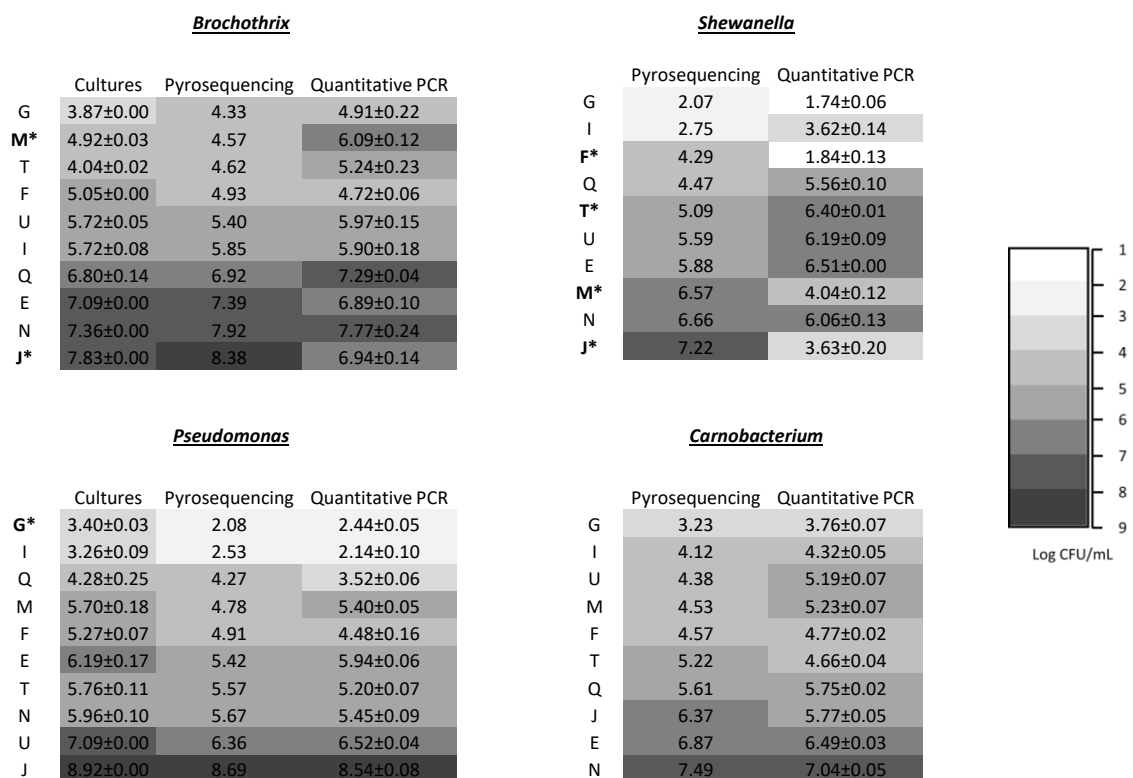 Brochothrix
Cultures Pyrosequencing Quantitative PCR
G 3.87±0.00 4.33 4.91±0.22
M* 4.92±0.03 4.57 6.09±0.12
T 4.04±0.02 4.62 5.24±0.23
F 5.05±0.00 4.93 4.72±0.06
U 5.72±0.05 5.40 5.97±0.15
I 5.72±0.08 5.85 5.90±0.18
Q 6.80±0.14 6.92 7.29±0.04
E 7.09±0.00 7.39 6.89±0.10
N 7.36±0.00 7.92 7.77±0.24
J* 7.83±0.00 8.38 6.94±0.14
Shewanella
Pyrosequencing Quantitative PCR
G 2.07 1.74±0.06
I 2.75 3.62±0.14
F* 4.29 1.84±0.13
Q 4.47 5.56±0.10
T* 5.09 6.40±0.01
U 5.59 6.19±0.09
E 5.88 6.51±0.00
M* 6.57 4.04±0.12
N 6.66 6.06±0.13
J* 7.22 3.63±0.20
Pseudomonas
Cultures Pyrosequencing Quantitative PCR
G* 3.40±0.03 2.08 2.44±0.05
I 3.26±0.09 2.53 2.14±0.10
Q 4.28±0.25 4.27 3.52±0.06
M 5.70±0.18 4.78 5.40±0.05
F 5.27±0.07 4.91 4.48±0.16
E 6.19±0.17 5.42 5.94±0.06
T 5.76±0.11 5.57 5.20±0.07
N 5.96±0.10 5.67 5.45±0.09
U 7.09±0.00 6.36 6.52±0.04
J 8.92±0.00 8.69 8.54±0.08
Carnobacterium
Pyrosequencing Quantitative PCR
G 3.23 3.76±0.07
I 4.12 4.32±0.05
U 4.38 5.19±0.07
M 4.53 5.23±0.07
F 4.57 4.77±0.02
T 5.22 4.66±0.04
Q 5.61 5.75±0.02
J 6.37 5.77±0.05
E 6.87 6.49±0.03
N 7.49 7.04±0.05
1
2
3
4
5
6
7
8
9
Log CFU/mL